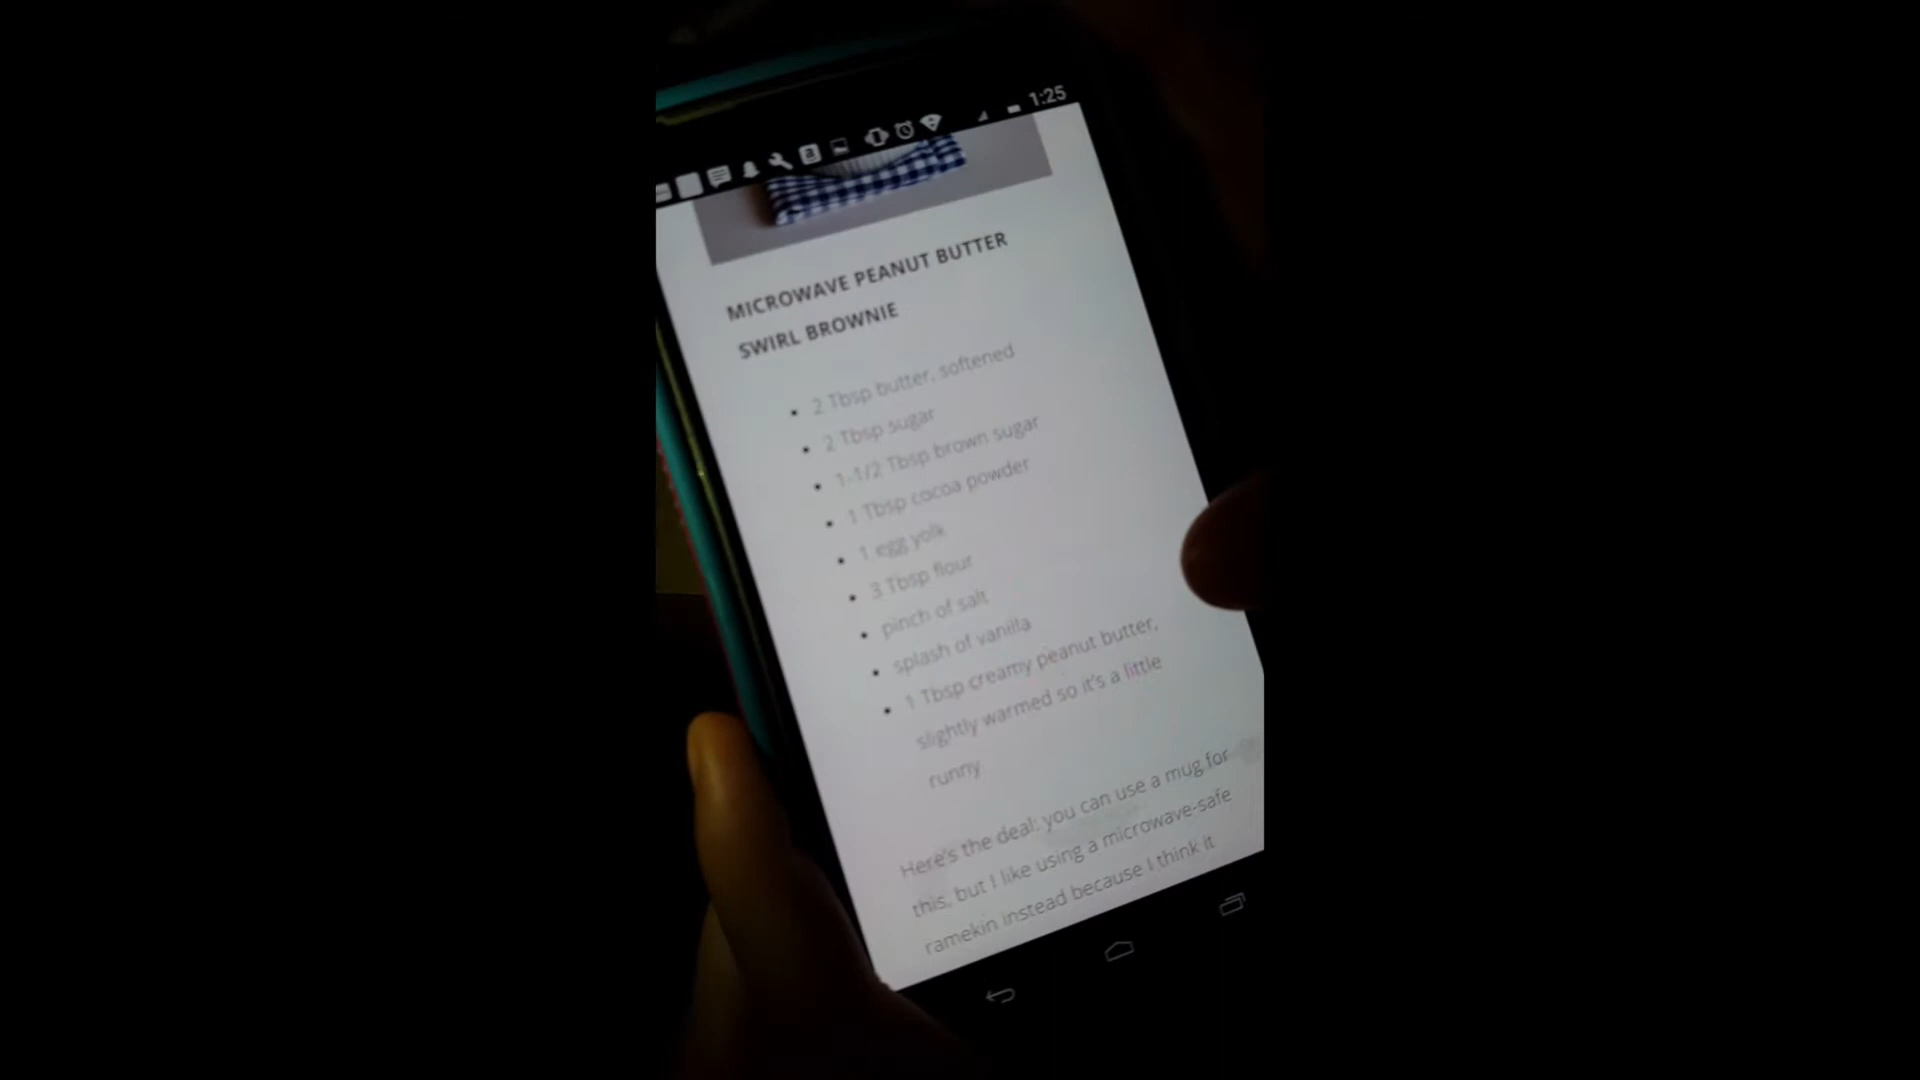 1:25
MICROWAVE PEANUT BUTTER
SWIRL BROWNIE
• 2 Tbsp butter, softened
• 2 Tbsp sugar
• 1-1/2 Tbsp brown sugar
• 1 Tbsp cocoa powder
• 1 egg yolk
• 3 Tbsp flour
• pinch of salt
• splash of vanilla
• 1 Tbsp creamy peanut butter,
slightly warmed so it's a little
runny
Here's the deal: you can use a mug for
this, but I like using a microwave-safe
ramekin instead because I think it